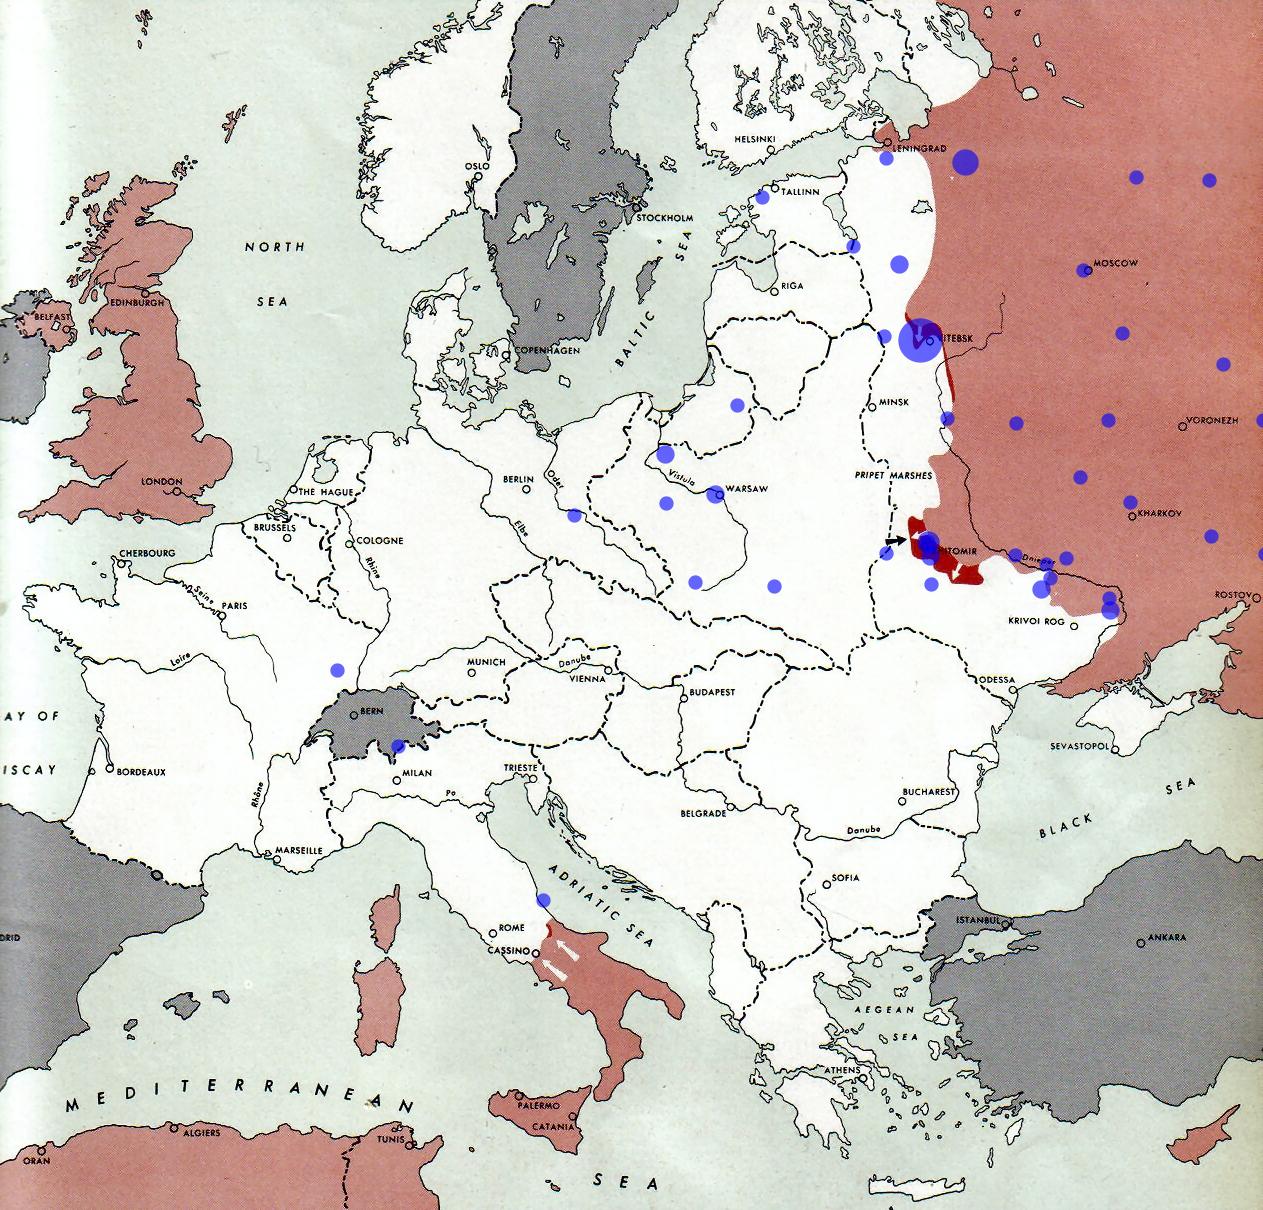 HELSINKI
LENINGRAD
OSLO
TALLINN
STOCKHOLM
NORTH
SEA
BALTIC
SEA
MOSCOW
EDINBURGH
RIGA
BELFAST
COPENHAGEN
ITEBSK
MINSK
VORONEZH
LONDON
THE HAGUE
BERLIN
Oder
Vistula
WARSAW
PRIPET MARSHES
BRUSSELS
Elbe
KHARKOV
CHERBOURG
COLOGNE
Rhine
ITOMIR
Dnieper
Seine
PARIS
ROSTOV
KRIVOI ROG
Loire
MUNICH
Danube
VIENNA
ODESSA
BUDAPEST
AY OF
BERN
ISCAY
SEVASTOPOL
BORDEAUX
MILAN
TRIESTE
Rhône
Po
BELGRADE
BUCHAREST
BLACK
SEA
Danube
MARSEILLE
ADRIATIC SEA
SOFIA
ISTANBUL
ROME
CASSINO
ANKARA
DRID
AEGEAN
SEA
ATHENS
MEDITERRANEAN
PALERMO
CATANIA
ALGIERS
TUNIS
ORAN
SEA